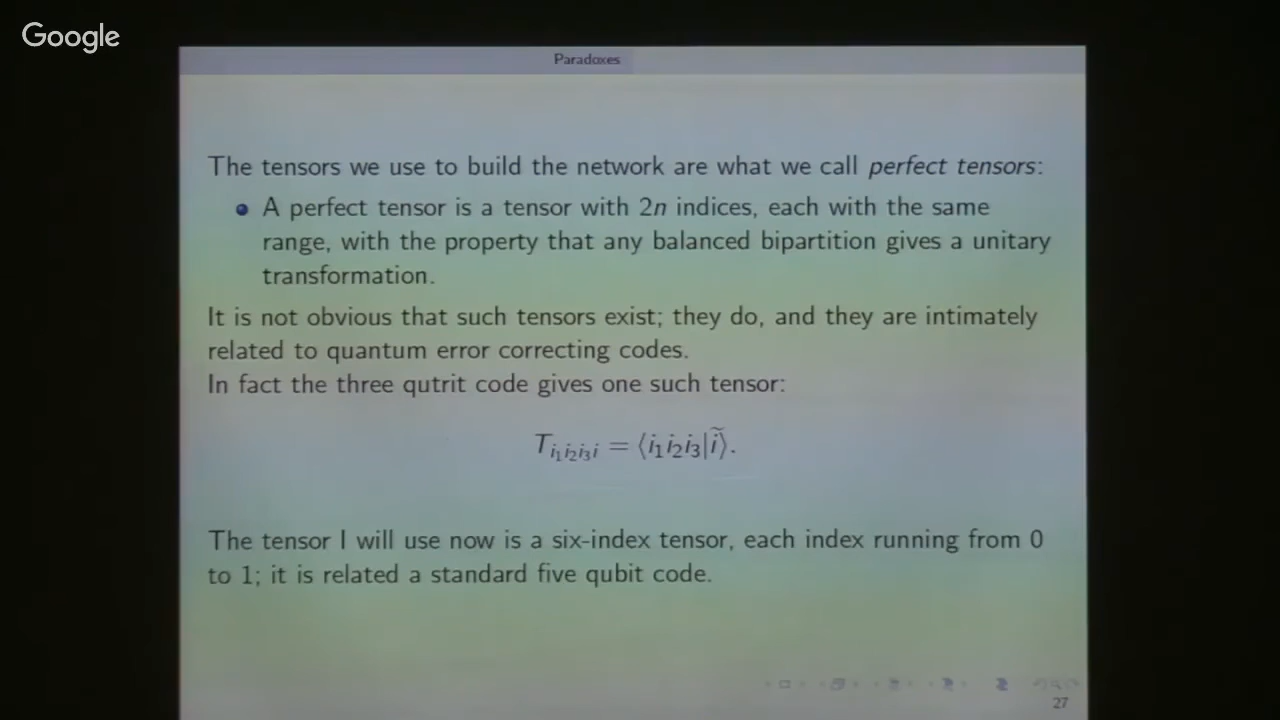 Google
Paradoxes
The tensors we use to build the network are what we call perfect tensors:
A perfect tensor is a tensor with 2n indices, each with the same
range, with the property that any balanced bipartition gives a unitary
transformation.
It is not obvious that such tensors exist; they do, and they are intimately
related to quantum error correcting codes.
In fact the three qutrit code gives one such tensor:
T_{i₁i₂i₃i} = ⟨i₁i₂i₃|ĩ⟩.
The tensor I will use now is a six-index tensor, each index running from 0
to 1; it is related a standard five qubit code.
27